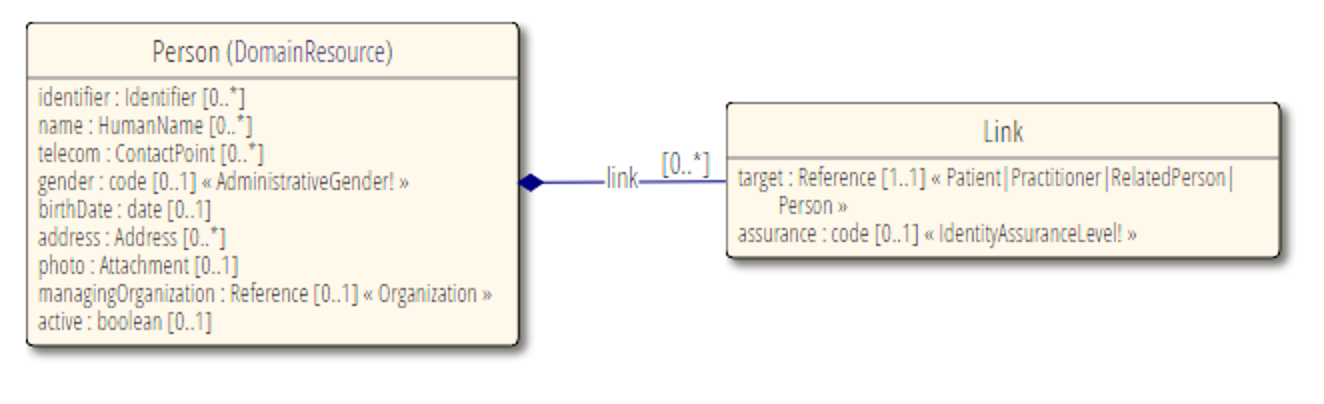 Person (DomainResource)
identifier : Identifier [0..*]
name : HumanName [0..*]
telecom : ContactPoint [0..*]
gender : code [0..1] « AdministrativeGender! »
birthDate : date [0..1]
address : Address [0..*]
photo : Attachment [0..1]
managingOrganization : Reference [0..1] « Organization »
active : boolean [0..1]
link
[0..*]
Link
target : Reference [1..1] « Patient|Practitioner|RelatedPerson|
Person »
assurance : code [0..1] « IdentityAssuranceLevel! »